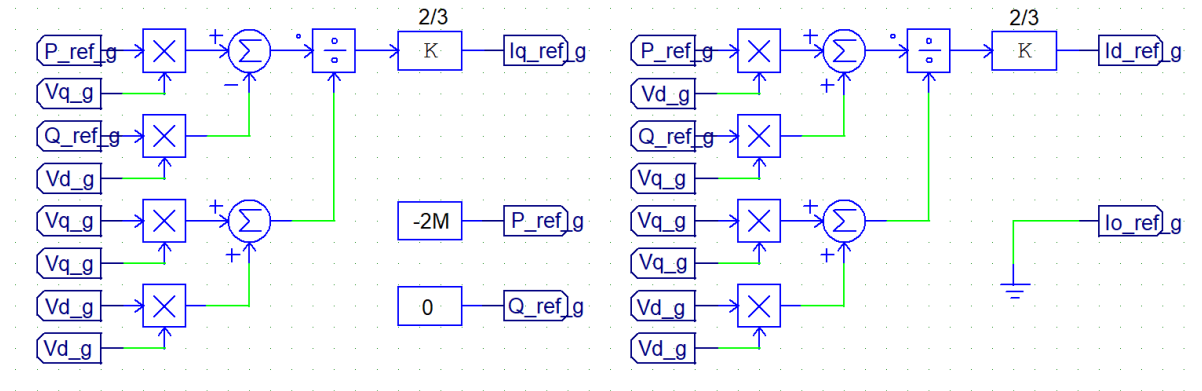 2/3
P_ref_g
K
Iq_ref_g
Vq_g
Q_ref_g
Vd_g
Vq_g
-2M
P_ref_g
Vq_g
Vd_g
0
Q_ref_g
Vd_g
2/3
P_ref_g
K
Id_ref_g
Vd_g
Q_ref_g
Vq_g
Vq_g
Io_ref_g
Vq_g
Vd_g
Vd_g